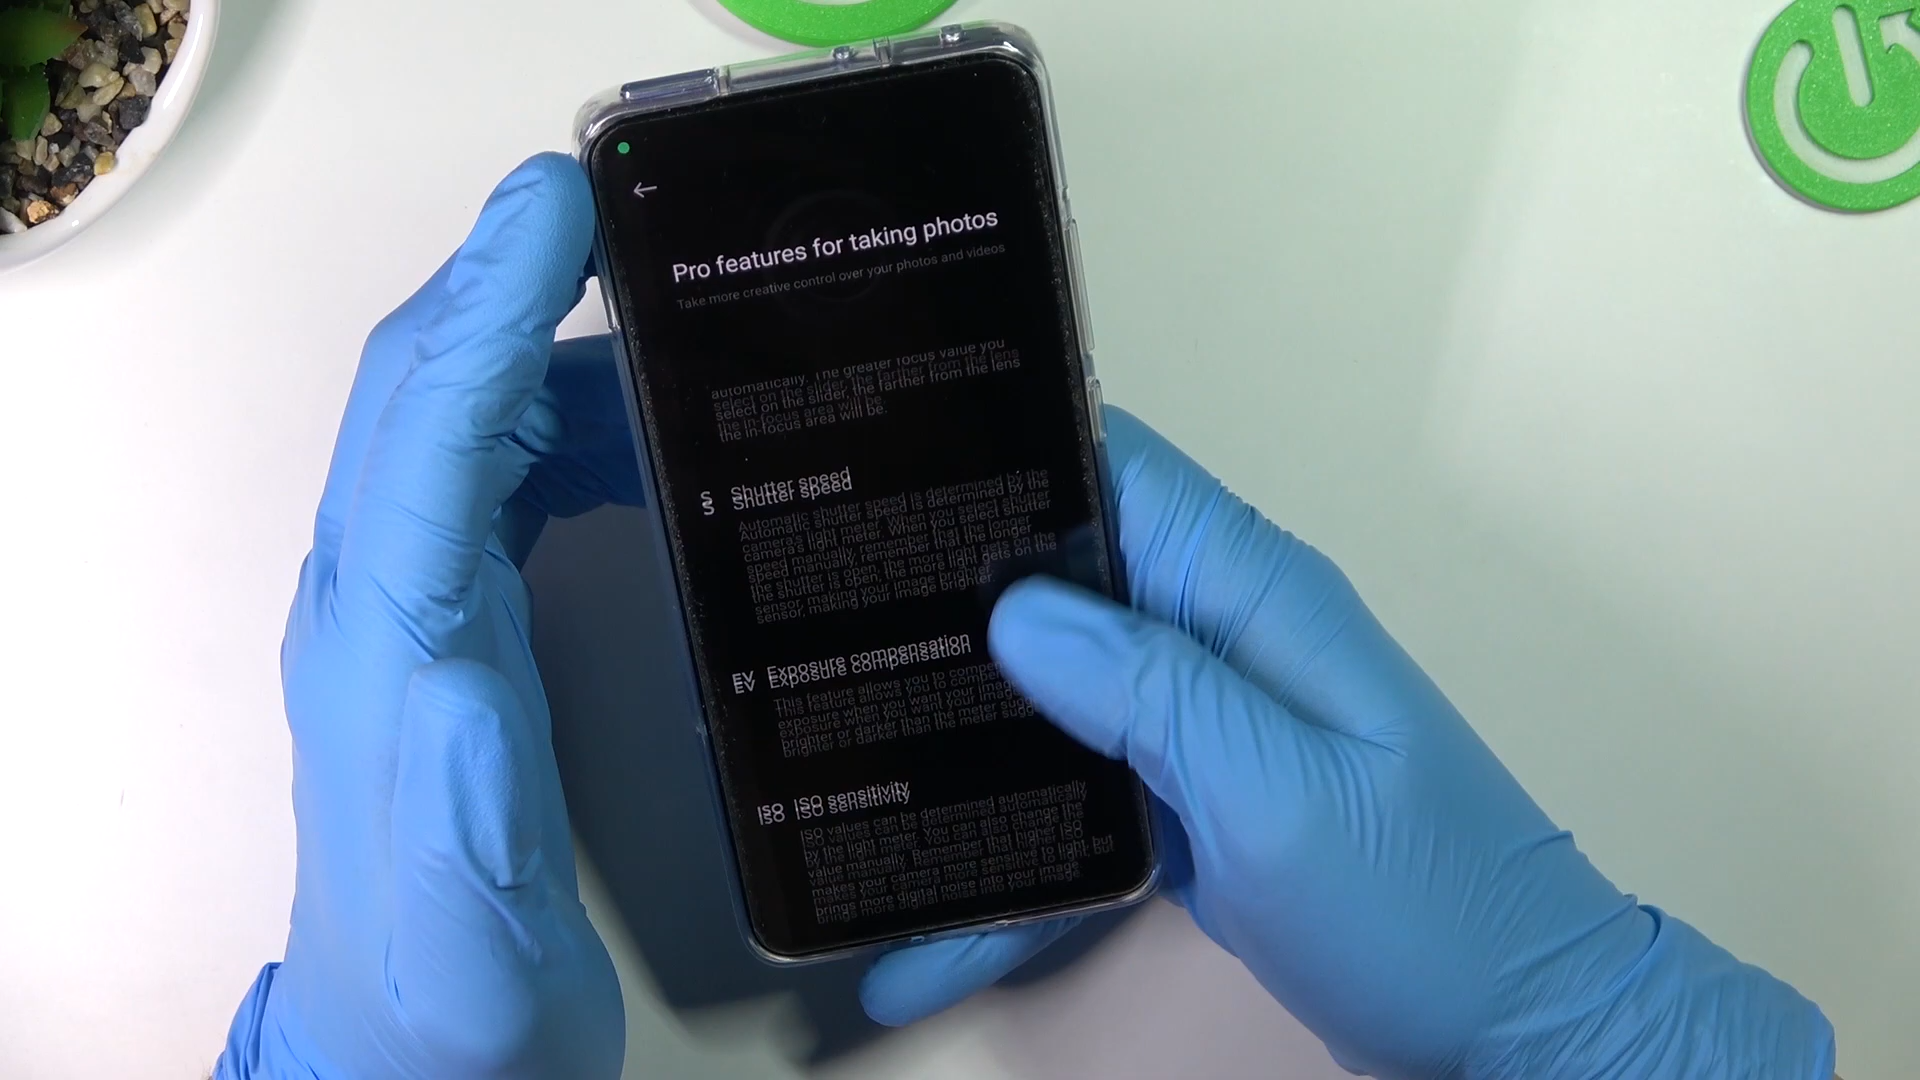 Pro features for taking photos
Take more creative control over your photos and videos
automatically. The greater focus value you
select on the slider, the farther from the lens
the in-focus area will be.
S Shutter speed
Automatic shutter speed is determined by the
camera's light meter. When you select shutter
speed manually, remember that the longer
the shutter is open, the more light gets on the
sensor, making your image brighter.
EV Exposure compensation
This feature allows you to
exposure when you want your image
brighter or darker than the meter
ISO ISO sensitivity
ISO values can be determined automatically
by the light meter. You can also change the
value manually. Remember that higher ISO
makes your camera more sensitive to light, but
brings more digital noise into your image.